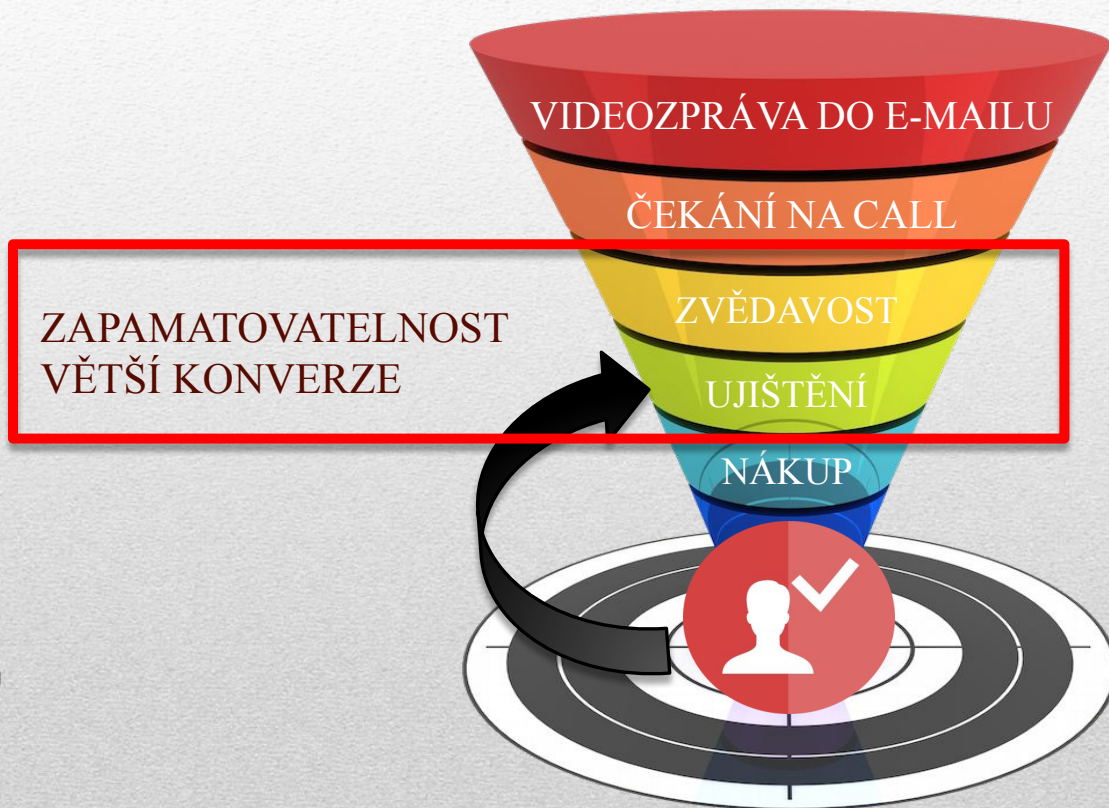 VIDEOZPRÁVA DO E-MAILU
ČEKÁNÍ NA CALL
ZVĚDAVOST
ZAPAMATOVATELNOST
VĚTŠÍ KONVERZE
UJIŠTĚNÍ
NÁKUP